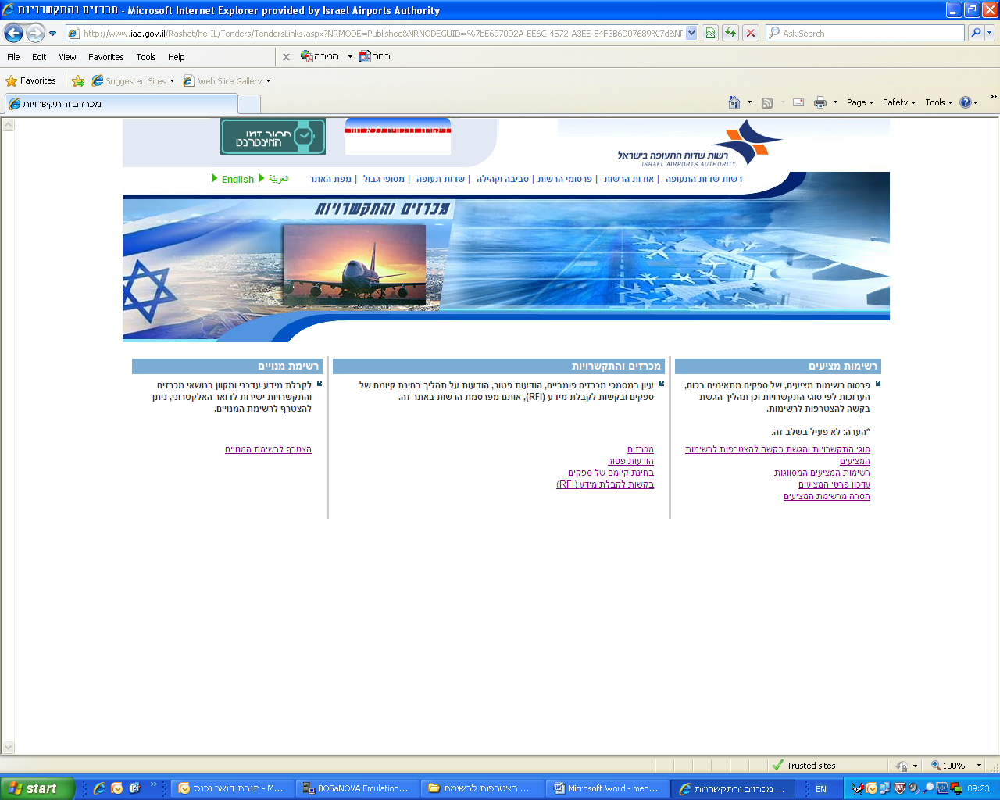 מכרזים והתקשרויות - Microsoft Internet Explorer provided by Israel Airports Authority
http://www.iaa.gov.il/Rashat/he-IL/Tenders/TendersLinks.aspx?NRMODE=Published&NRNODEGUID=%7bE6970D2A-EE6C-4572-A3EE-54F3B6D07689%7d&NF
Ask Search
File Edit View Favorites Tools Help
המרה
בחר
Favorites
Suggested Sites
Web Slice Gallery
מכרזים והתקשרויות
Page Safety Tools
רשות שדות התעופה בישראל
ISRAEL AIRPORTS AUTHORITY
רשות שדות התעופה | אודות הרשות | פרסומי הרשות | סביבה וקהילה | שדות תעופה | מסופי גבול | מפת האתר
العربية
English
מכרזים והתקשרויות
רשימות מציעים
פרסום רשימות מציעים, של ספקים מתאימים בכוח,
הערוכות לפי סוגי התקשרויות וכן תהליך הגשת
בקשה להצטרפות לרשימות.
*הערה: לא פעיל בשלב זה.
סוגי התקשרויות והגשת בקשה להצטרפות לרשימות
המציעים
רשימות המציעים המסווגות
עדכון פרטי המציעים
הסרה מרשימת המציעים
מכרזים והתקשרויות
עיון במסמכי מכרזים פומביים, הודעות פטור, הודעות על תהליך בחינת קיומם של
ספקים ובקשות לקבלת מידע (RFI), אותם מפרסמת הרשות באתר זה.
מכרזים
הודעות פטור
בחינת קיומם של ספקים
בקשות לקבלת מידע (RFI)
רשימת מנויים
לקבלת מידע עדכני ומקוון בנושאי מכרזים
והתקשרויות ישירות לדואר האלקטרוני, ניתן
להצטרף לרשימת המנויים.
הצטרף לרשימת המנויים
Trusted sites
100%
start
תיבת דואר נכנס - M...
BOSaNOVA Emulation...
הצטרפות לרשימת ...
Microsoft Word - men...
מכרזים והתקשרויות ...
EN
09:23